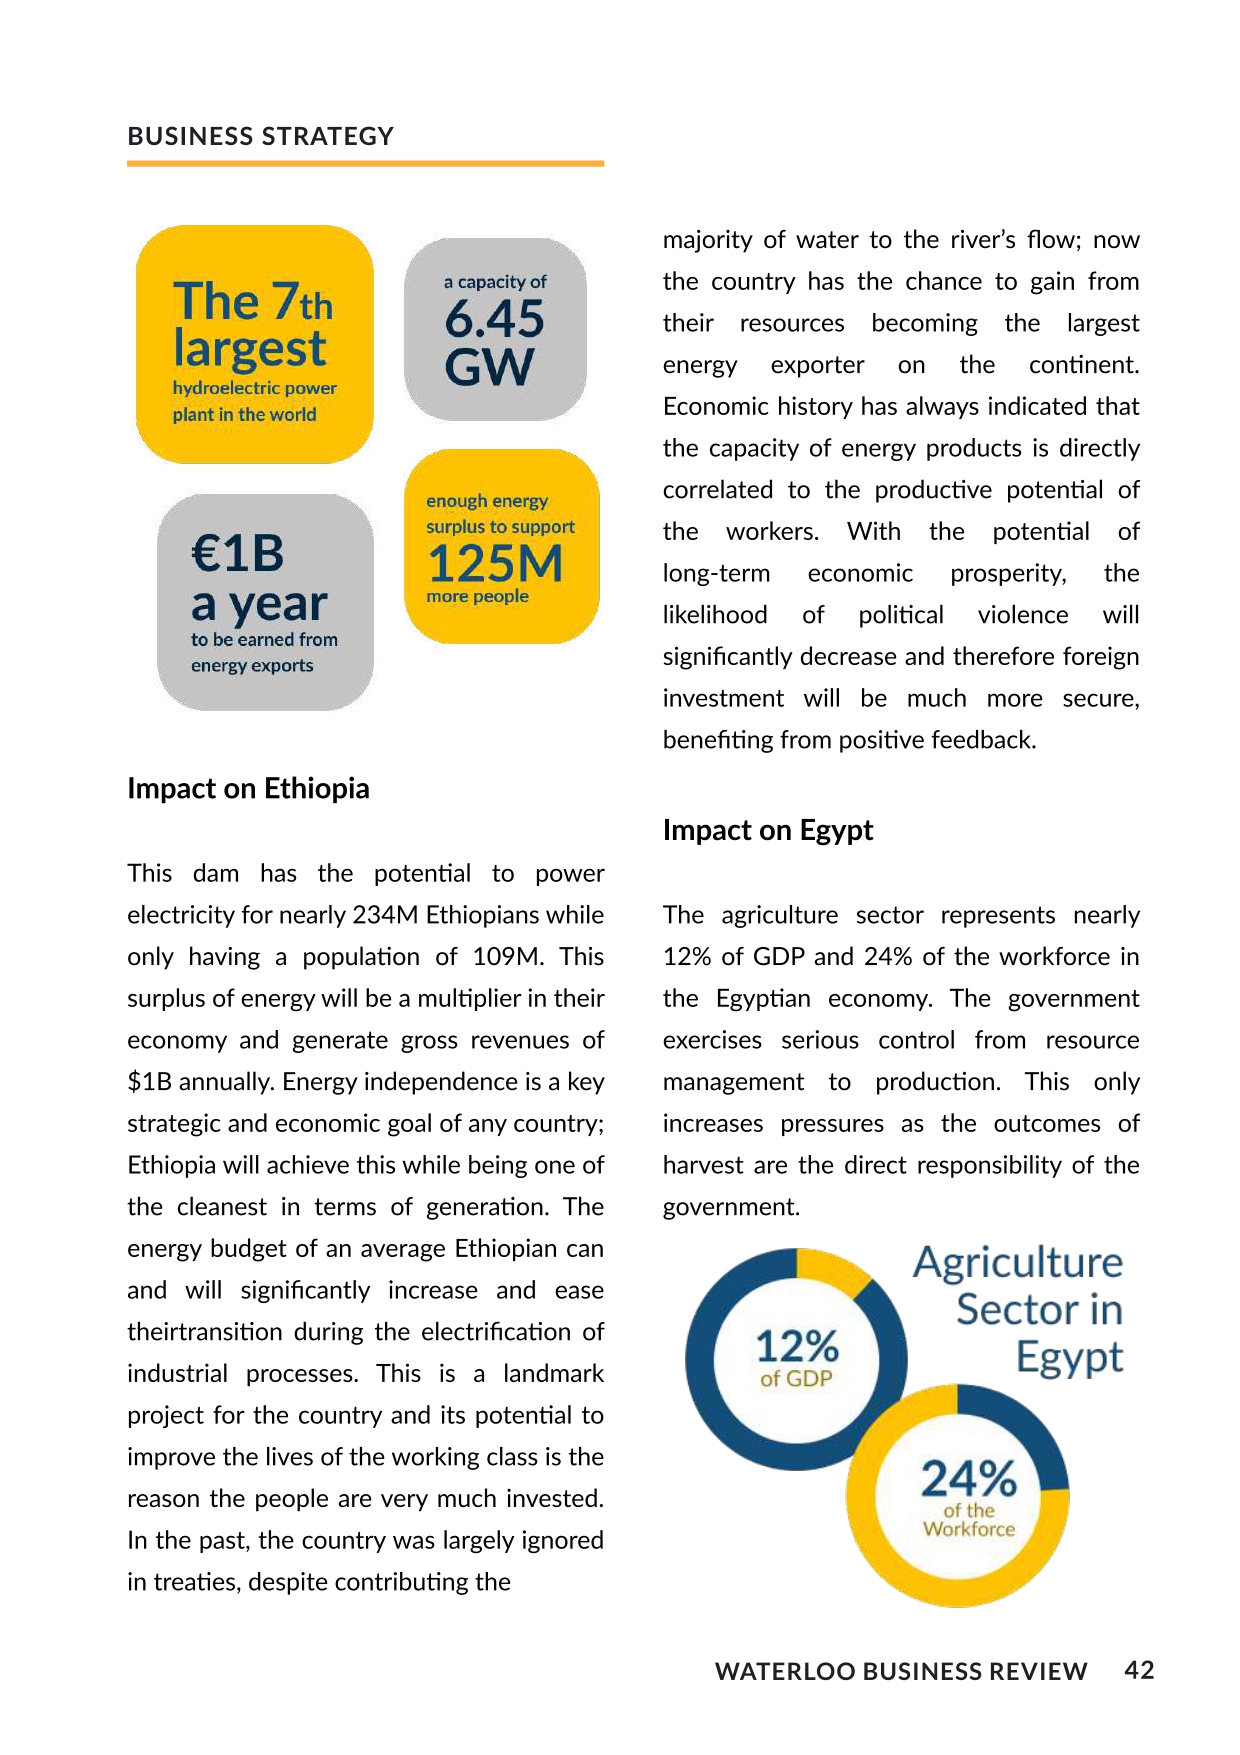 BUSINESS STRATEGY
The 7th
largest
hydroelectric power
plant in the world
a capacity of
6.45
GW
€1B
a year
to be earned from
energy exports
enough energy
surplus to support
125M
more people
Impact on Ethiopia
This dam has the potential to power
electricity for nearly 234M Ethiopians while
only having a population of 109M. This
surplus of energy will be a multiplier in their
economy and generate gross revenues of
$1B annually. Energy independence is a key
strategic and economic goal of any country;
Ethiopia will achieve this while being one of
the cleanest in terms of generation. The
energy budget of an average Ethiopian can
and will significantly increase and ease
theirtransition during the electrification of
industrial processes. This is a landmark
project for the country and its potential to
improve the lives of the working class is the
reason the people are very much invested.
In the past, the country was largely ignored
in treaties, despite contributing the
majority of water to the river’s flow; now
the country has the chance to gain from
their resources becoming the largest
energy exporter on the continent.
Economic history has always indicated that
the capacity of energy products is directly
correlated to the productive potential of
the workers. With the potential of
long-term economic prosperity, the
likelihood of political violence will
significantly decrease and therefore foreign
investment will be much more secure,
benefiting from positive feedback.
Impact on Egypt
The agriculture sector represents nearly
12% of GDP and 24% of the workforce in
the Egyptian economy. The government
exercises serious control from resource
management to production. This only
increases pressures as the outcomes of
harvest are the direct responsibility of the
government.
Agriculture
Sector in
Egypt
12%
of GDP
24%
of the
Workforce
WATERLOO BUSINESS REVIEW 42